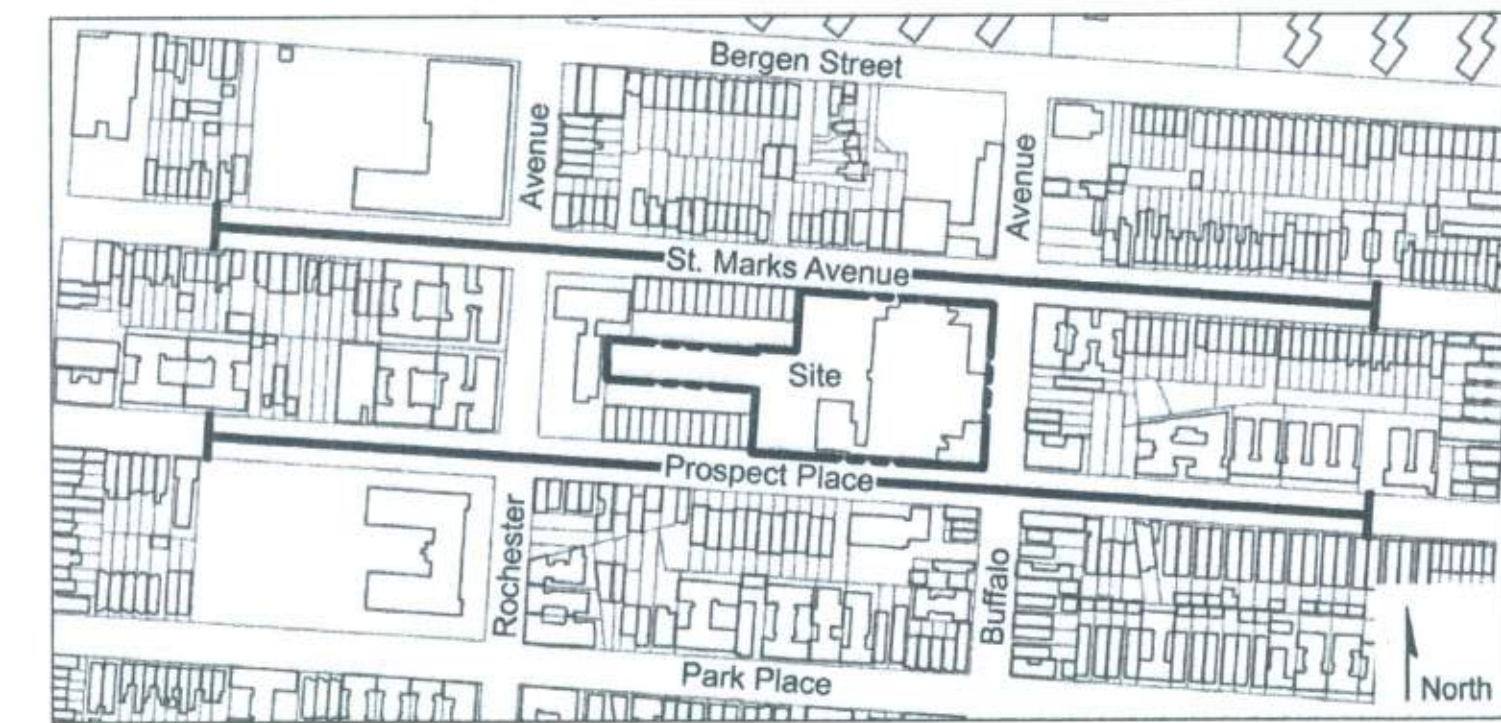 Bergen Street
Avenue
Avenue
St. Marks Avenue
Site
Prospect Place
Rochester
Buffalo
Park Place
North